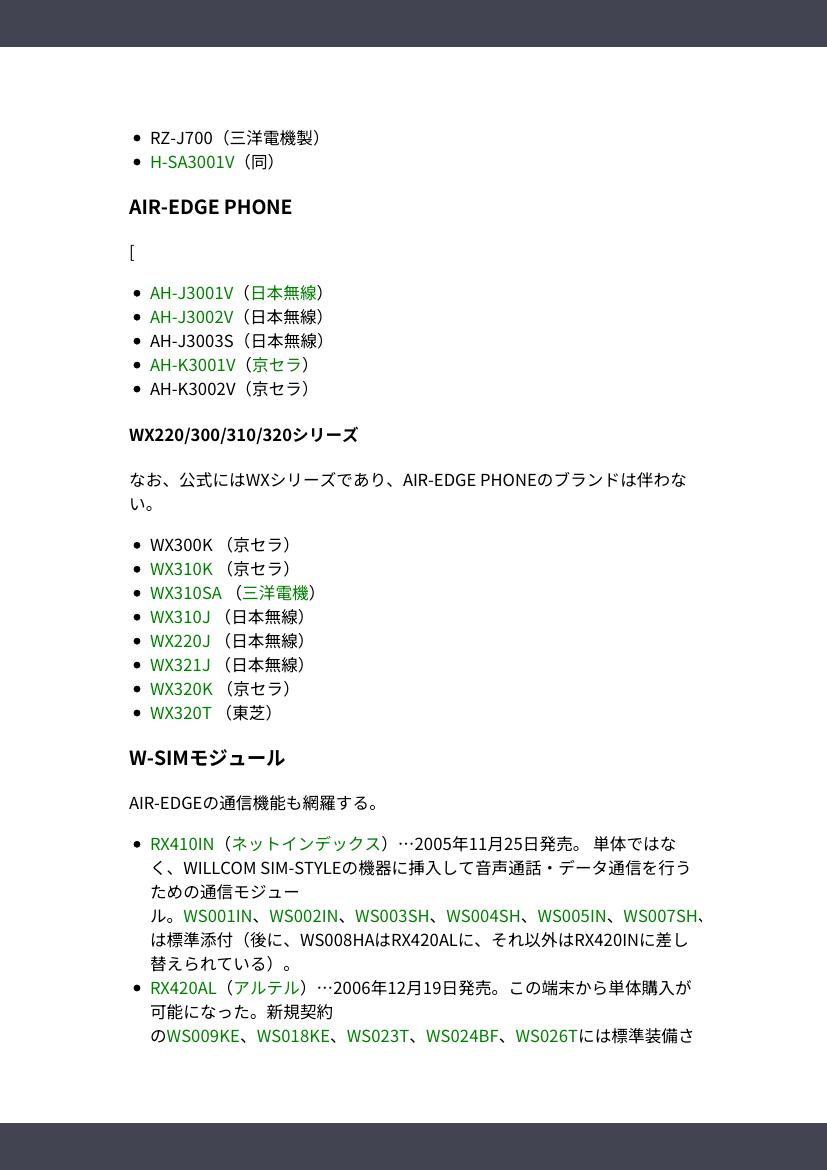 RZ-J700（三洋電機製）
H-SA3001V（同）
AIR-EDGE PHONE
[
AH-J3001V（日本無線）
AH-J3002V（日本無線）
AH-J3003S（日本無線）
AH-K3001V（京セラ）
AH-K3002V（京セラ）
WX220/300/310/320シリーズ
なお、公式にはWXシリーズであり、AIR-EDGE PHONEのブランドは伴わな
い。
WX300K （京セラ）
WX310K （京セラ）
WX310SA （三洋電機）
WX310J （日本無線）
WX220J （日本無線）
WX321J （日本無線）
WX320K （京セラ）
WX320T （東芝）
W-SIMモジュール
AIR-EDGEの通信機能も網羅する。
RX410IN（ネットインデックス）…2005年11月25日発売。 単体ではな
く、WILLCOM SIM-STYLEの機器に挿入して音声通話・データ通信を行う
ための通信モジュー
ル。WS001IN、WS002IN、WS003SH、WS004SH、WS005IN、WS007SH、
は標準添付（後に、WS008HAはRX420ALに、それ以外はRX420INに差し
替えられている）。
RX420AL（アルテル）…2006年12月19日発売。この端末から単体購入が
可能になった。新規契約
のWS009KE、WS018KE、WS023T、WS024BF、WS026Tには標準装備さ